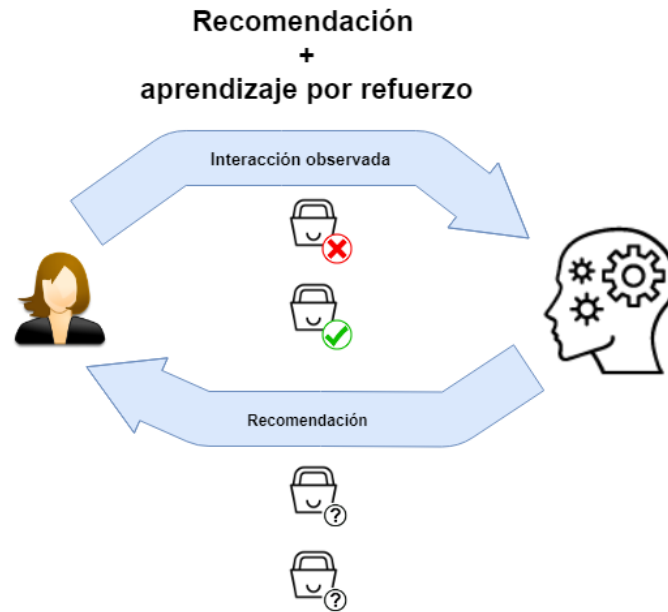 Recomendación
+
aprendizaje por refuerzo
Interacción observada
Recomendación
?
?